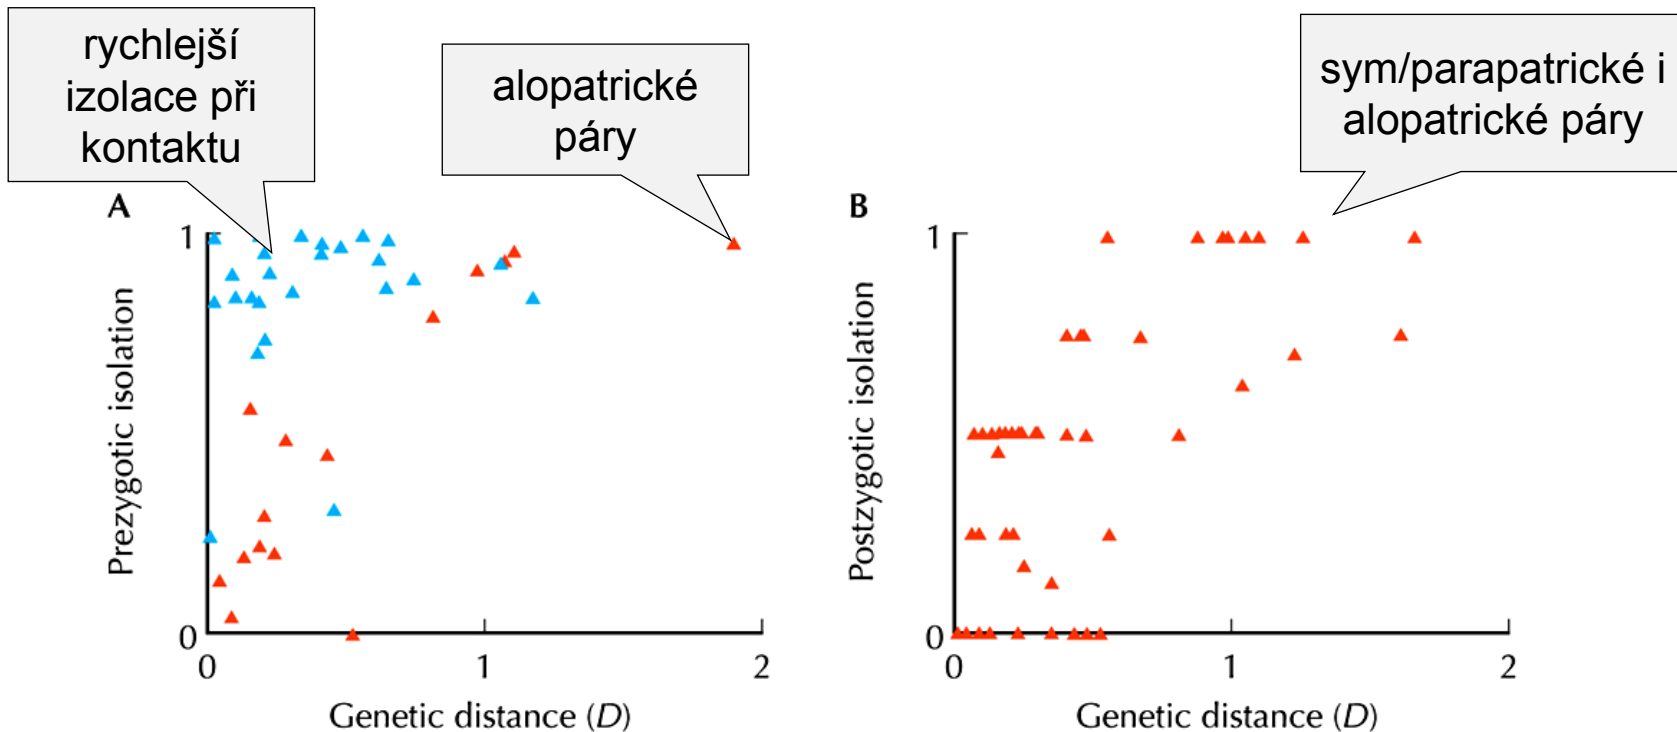 rychlejší
izolace při
kontaktu
alopatrické
páry
sym/parapatrické i
alopatrické páry
A
1
Prezygotic isolation
0
0
1
2
Genetic distance (D)
B
1
Postzygotic isolation
0
0
1
2
Genetic distance (D)